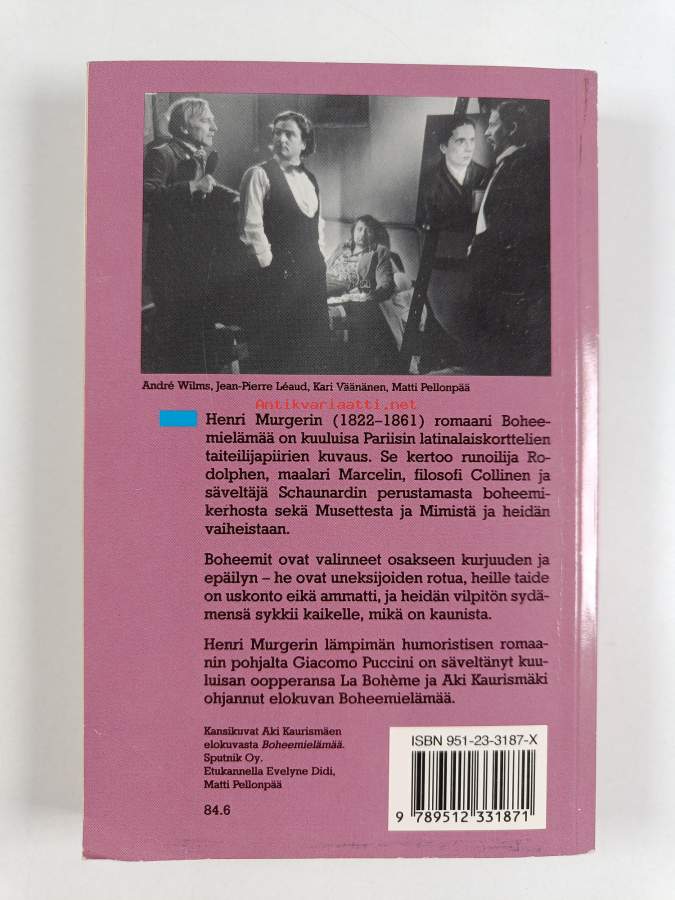 André Wilms, Jean-Pierre Léaud, Kari Väänänen, Matti Pellonpää
Antikvariaatti.net
Henri Murgerin (1822–1861) romaani Bohee-
mielämää on kuuluisa Pariisin latinalaiskorttelien
taiteilijapiirien kuvaus. Se kertoo runoilija Ro-
dolphen, maalari Marcelin, filosofi Collinen ja
säveltäjä Schaunardin perustamasta boheemi-
kerhosta sekä Musettesta ja Mimistä ja heidän
vaiheistaan.
Boheemit ovat valinneet osakseen kurjuuden ja
epäilyn – he ovat uneksijoiden rotua, heille taide
on uskonto eikä ammatti, ja heidän vilpitön sydä-
mensä sykkii kaikelle, mikä on kaunista.
Henri Murgerin lämpimän humoristisen romaa-
nin pohjalta Giacomo Puccini on säveltänyt kuu-
luisan oopperansa La Bohème ja Aki Kaurismäki
ohjannut elokuvan Boheemielämää.
Kansikuvat Aki Kaurismäen
elokuvasta Boheemielämää.
Sputnik Oy.
Etukannella Evelyne Didi,
Matti Pellonpää
84.6
ISBN 951-23-3187-X
9 789512 331871